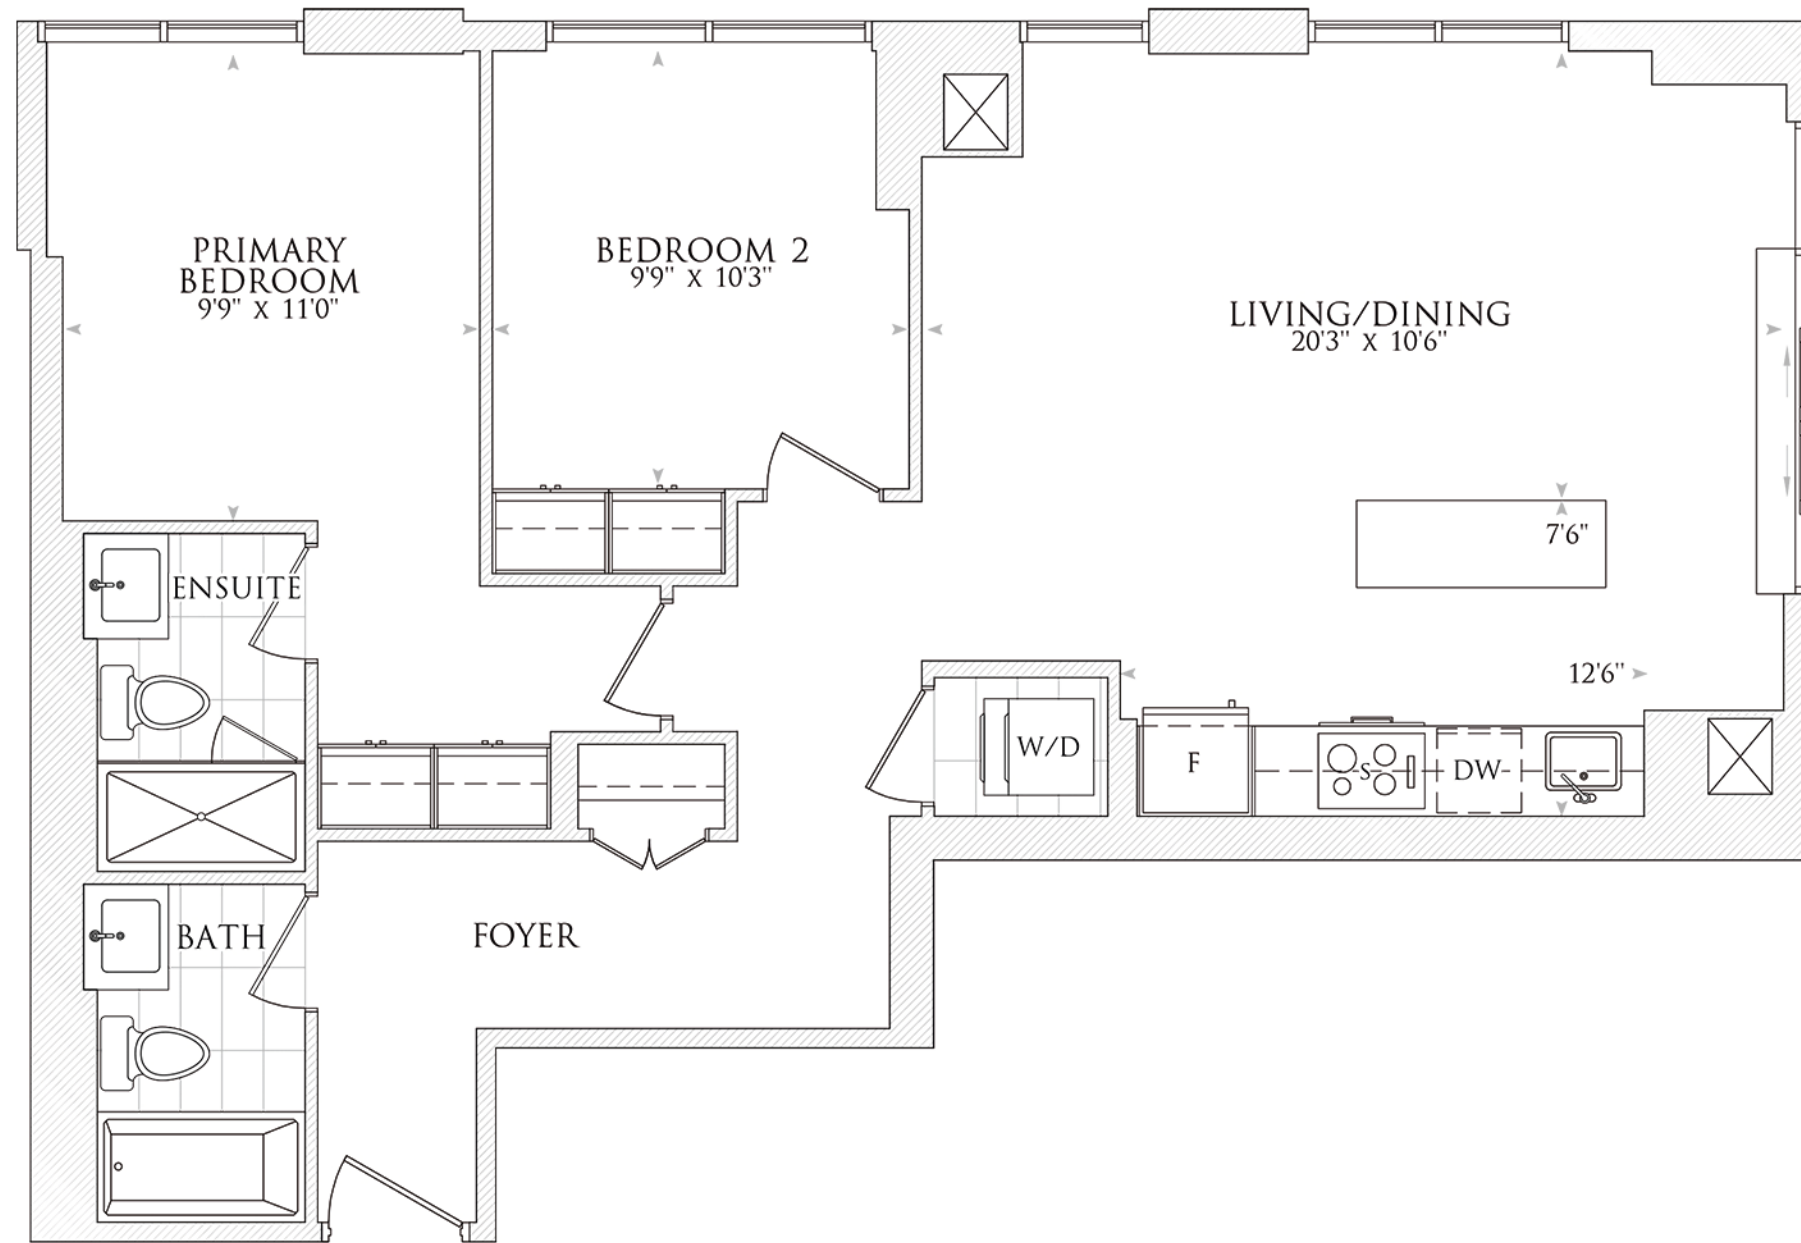 PRIMARY
BEDROOM
9'9" X 11'0"
BEDROOM 2
9'9" X 10'3"
LIVING/DINING
20'3" X 10'6"
7'6"
ENSUITE
12'6"
W/D
F
S
DW
BATH
FOYER